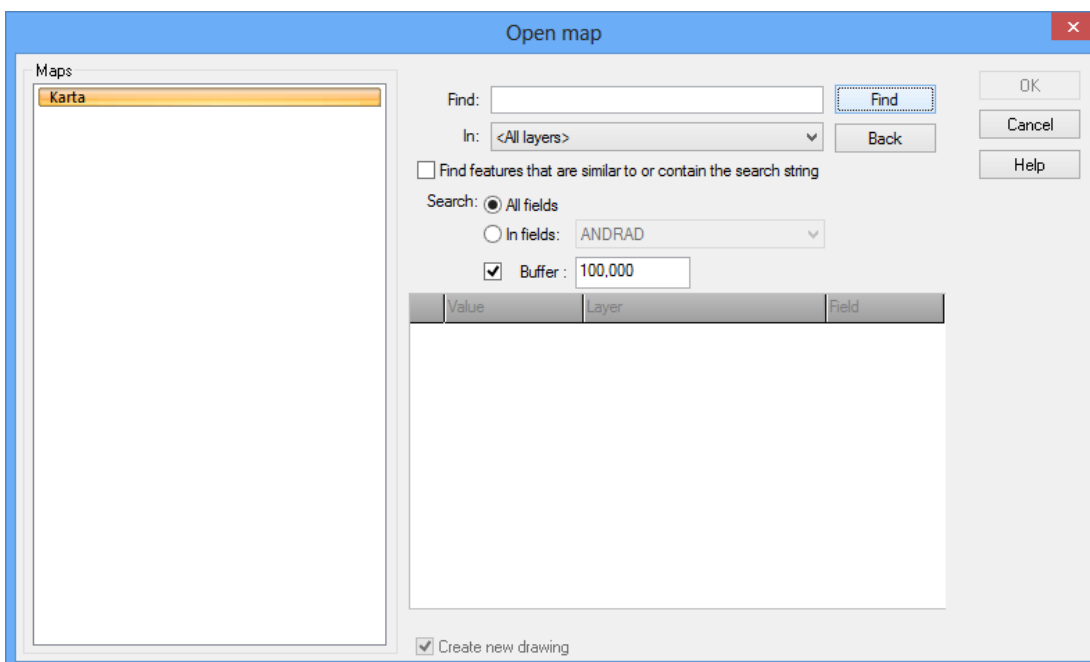 Open map
Maps
Karta
Find:
Find
In: <All layers>
Back
Find features that are similar to or contain the search string
Search: All fields
In fields: ANDRAD
Buffer : 100,000
Value Layer Field
Create new drawing
OK
Cancel
Help